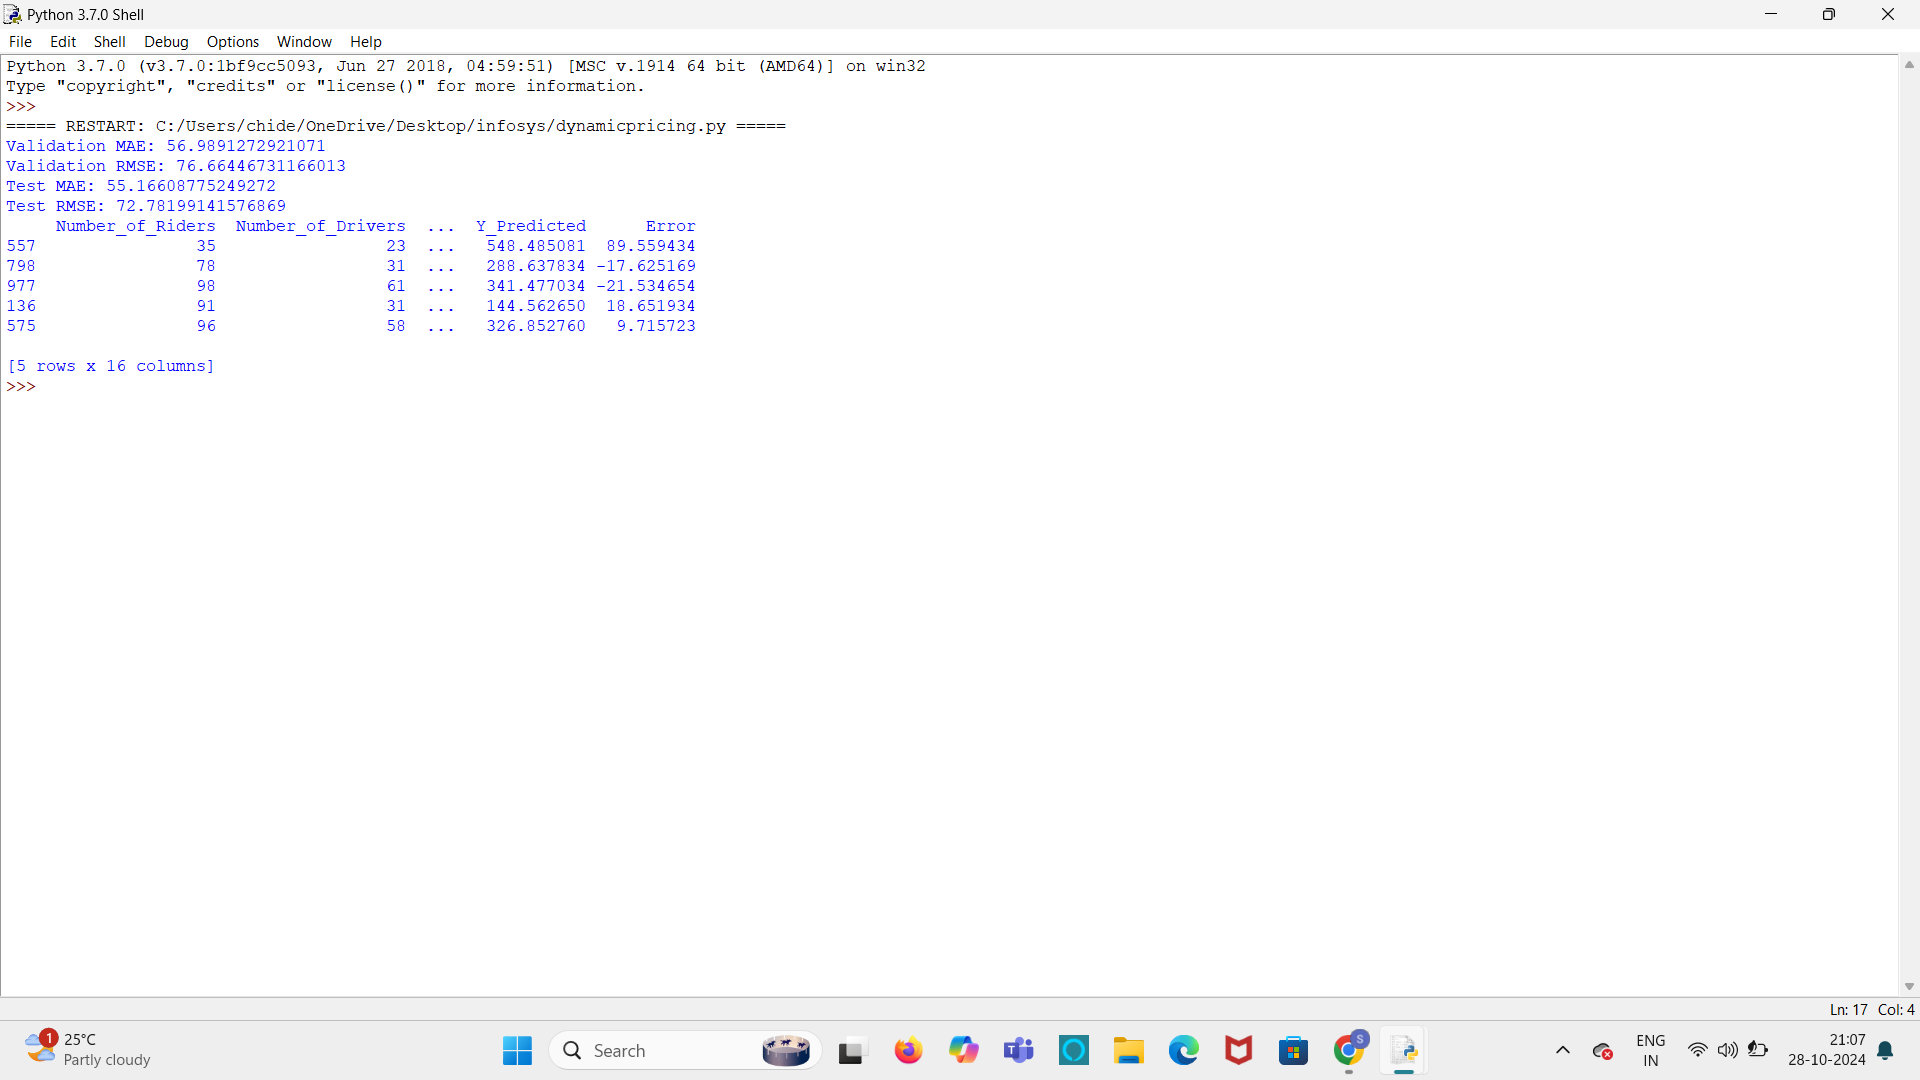 Python 3.7.0 Shell
File Edit Shell Debug Options Window Help
Python 3.7.0 (v3.7.0:1bf9cc5093, Jun 27 2018, 04:59:51) [MSC v.1914 64 bit (AMD64)] on win32
Type "copyright", "credits" or "license()" for more information.
>>>
===== RESTART: C:/Users/chide/OneDrive/Desktop/infosys/dynamicpricing.py =====
Validation MAE: 56.9891272921071
Validation RMSE: 76.66446731166013
Test MAE: 55.16608775249272
Test RMSE: 72.78199141576869
     Number_of_Riders  Number_of_Drivers  ...  Y_Predicted      Error
557                35                 23  ...   548.485081  89.559434
798                78                 31  ...   288.637834 -17.625169
977                98                 61  ...   341.477034 -21.534654
136                91                 31  ...   144.562650  18.651934
575                96                 58  ...   326.852760   9.715723
[5 rows x 16 columns]
>>>
Ln: 17 Col: 4
1
25°C
Partly cloudy
Search
S
ENG
IN
21:07
28-10-2024